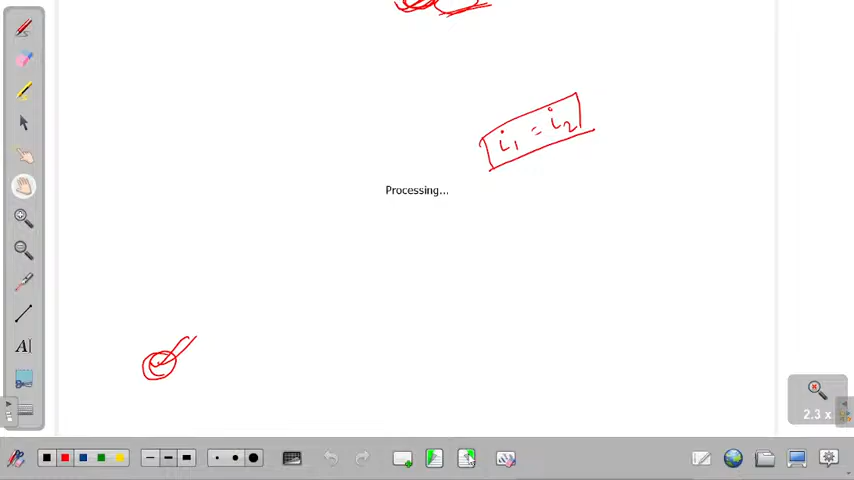 i₁ = i₂
Processing...
A
2.3 x